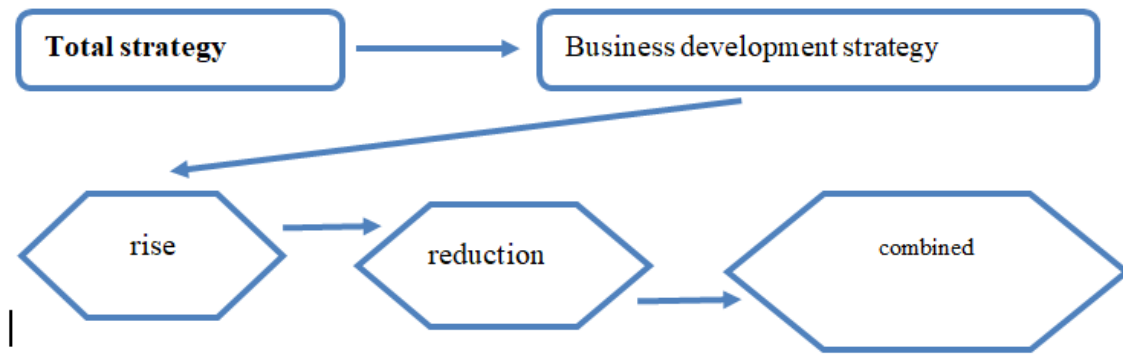 Total strategy
Business development strategy
rise
reduction
combined